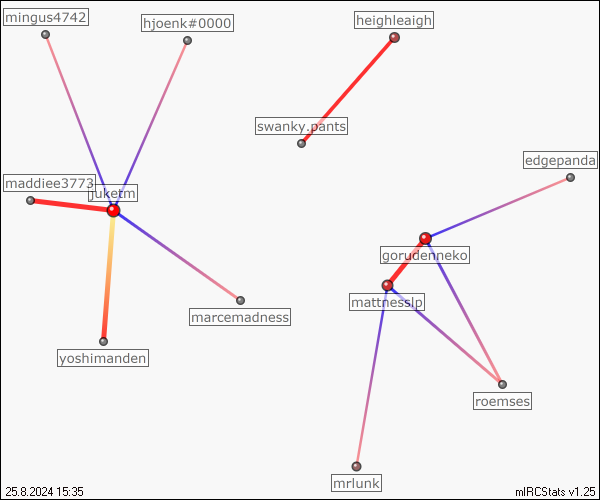 mingus4742
hjoenk#0000
heighleaigh
swanky.pants
edgepanda
maddiee3773
juketm
gorudenneko
mattnesslp
marcemadness
yoshimanden
roemses
mrlunk
25.8.2024 15:35
mIRCStats v1.25